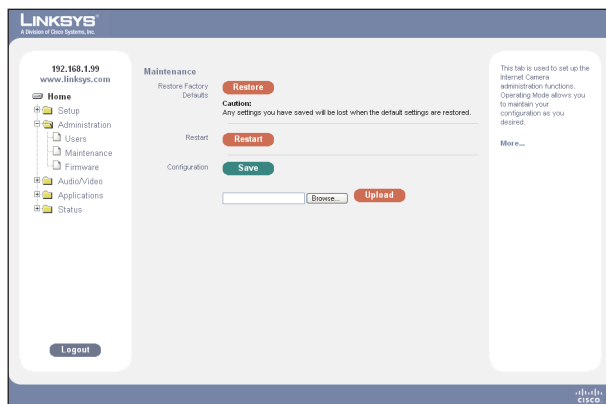 LINKSYS®
A Division of Cisco Systems, Inc.
192.168.1.99
www.linksys.com
Home
Setup
Administration
Users
Maintenance
Firmware
Audio/Video
Applications
Status
Logout
Maintenance
Restore Factory
Defaults
Restore
Caution:
Any settings you have saved will be lost when the default settings are restored.
Restart
Restart
Configuration
Save
Browse...
Upload
This tab is used to set up the
Internet Camera
administration functions.
Operating Mode allows you
to maintain your
configuration as you
desired.
More...
CISCO